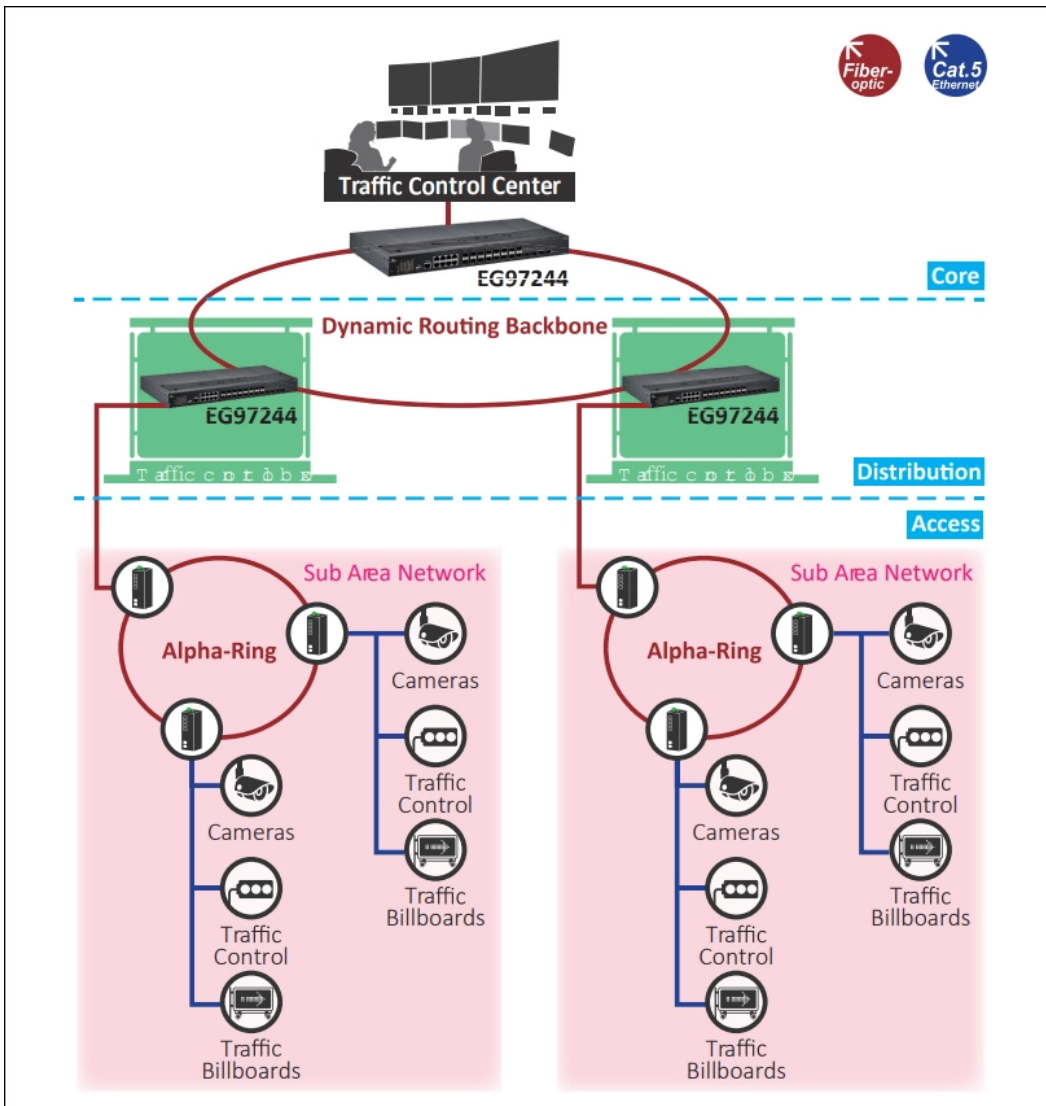 Fiber-
optic
Cat.5
Ethernet
Traffic Control Center
EG97244
Core
Dynamic Routing Backbone
EG97244
EG97244
Distribution
Access
Sub Area Network
Sub Area Network
Alpha-Ring
Alpha-Ring
Cameras
Cameras
Traffic
Control
Traffic
Control
Cameras
Cameras
Traffic
Billboards
Traffic
Billboards
Traffic
Control
Traffic
Control
Traffic
Billboards
Traffic
Billboards